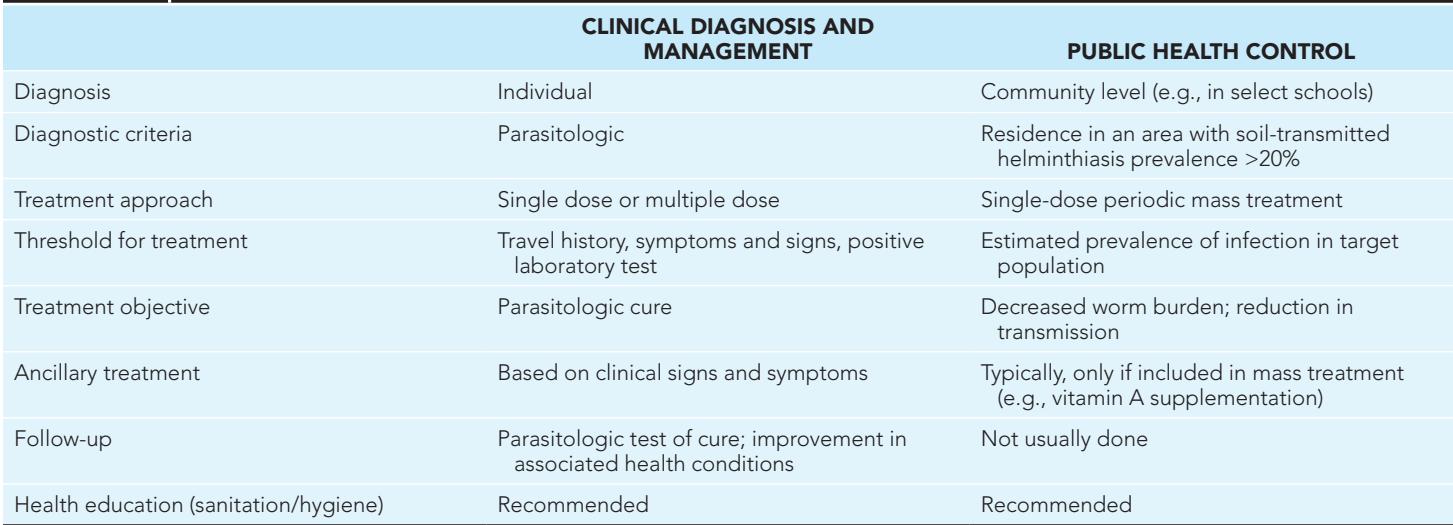 CLINICAL DIAGNOSIS AND
MANAGEMENT
PUBLIC HEALTH CONTROL
Diagnosis
Individual
Community level (e.g., in select schools)
Diagnostic criteria
Parasitologic
Residence in an area with soil-transmitted
helminthiasis prevalence >20%
Treatment approach
Single dose or multiple dose
Single-dose periodic mass treatment
Threshold for treatment
Travel history, symptoms and signs, positive
laboratory test
Estimated prevalence of infection in target
population
Treatment objective
Parasitologic cure
Decreased worm burden; reduction in
transmission
Ancillary treatment
Based on clinical signs and symptoms
Typically, only if included in mass treatment
(e.g., vitamin A supplementation)
Follow-up
Parasitologic test of cure; improvement in
associated health conditions
Not usually done
Health education (sanitation/hygiene)
Recommended
Recommended